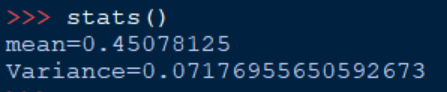 >>> stats()
mean=0.45078125
Variance=0.07176955650592673